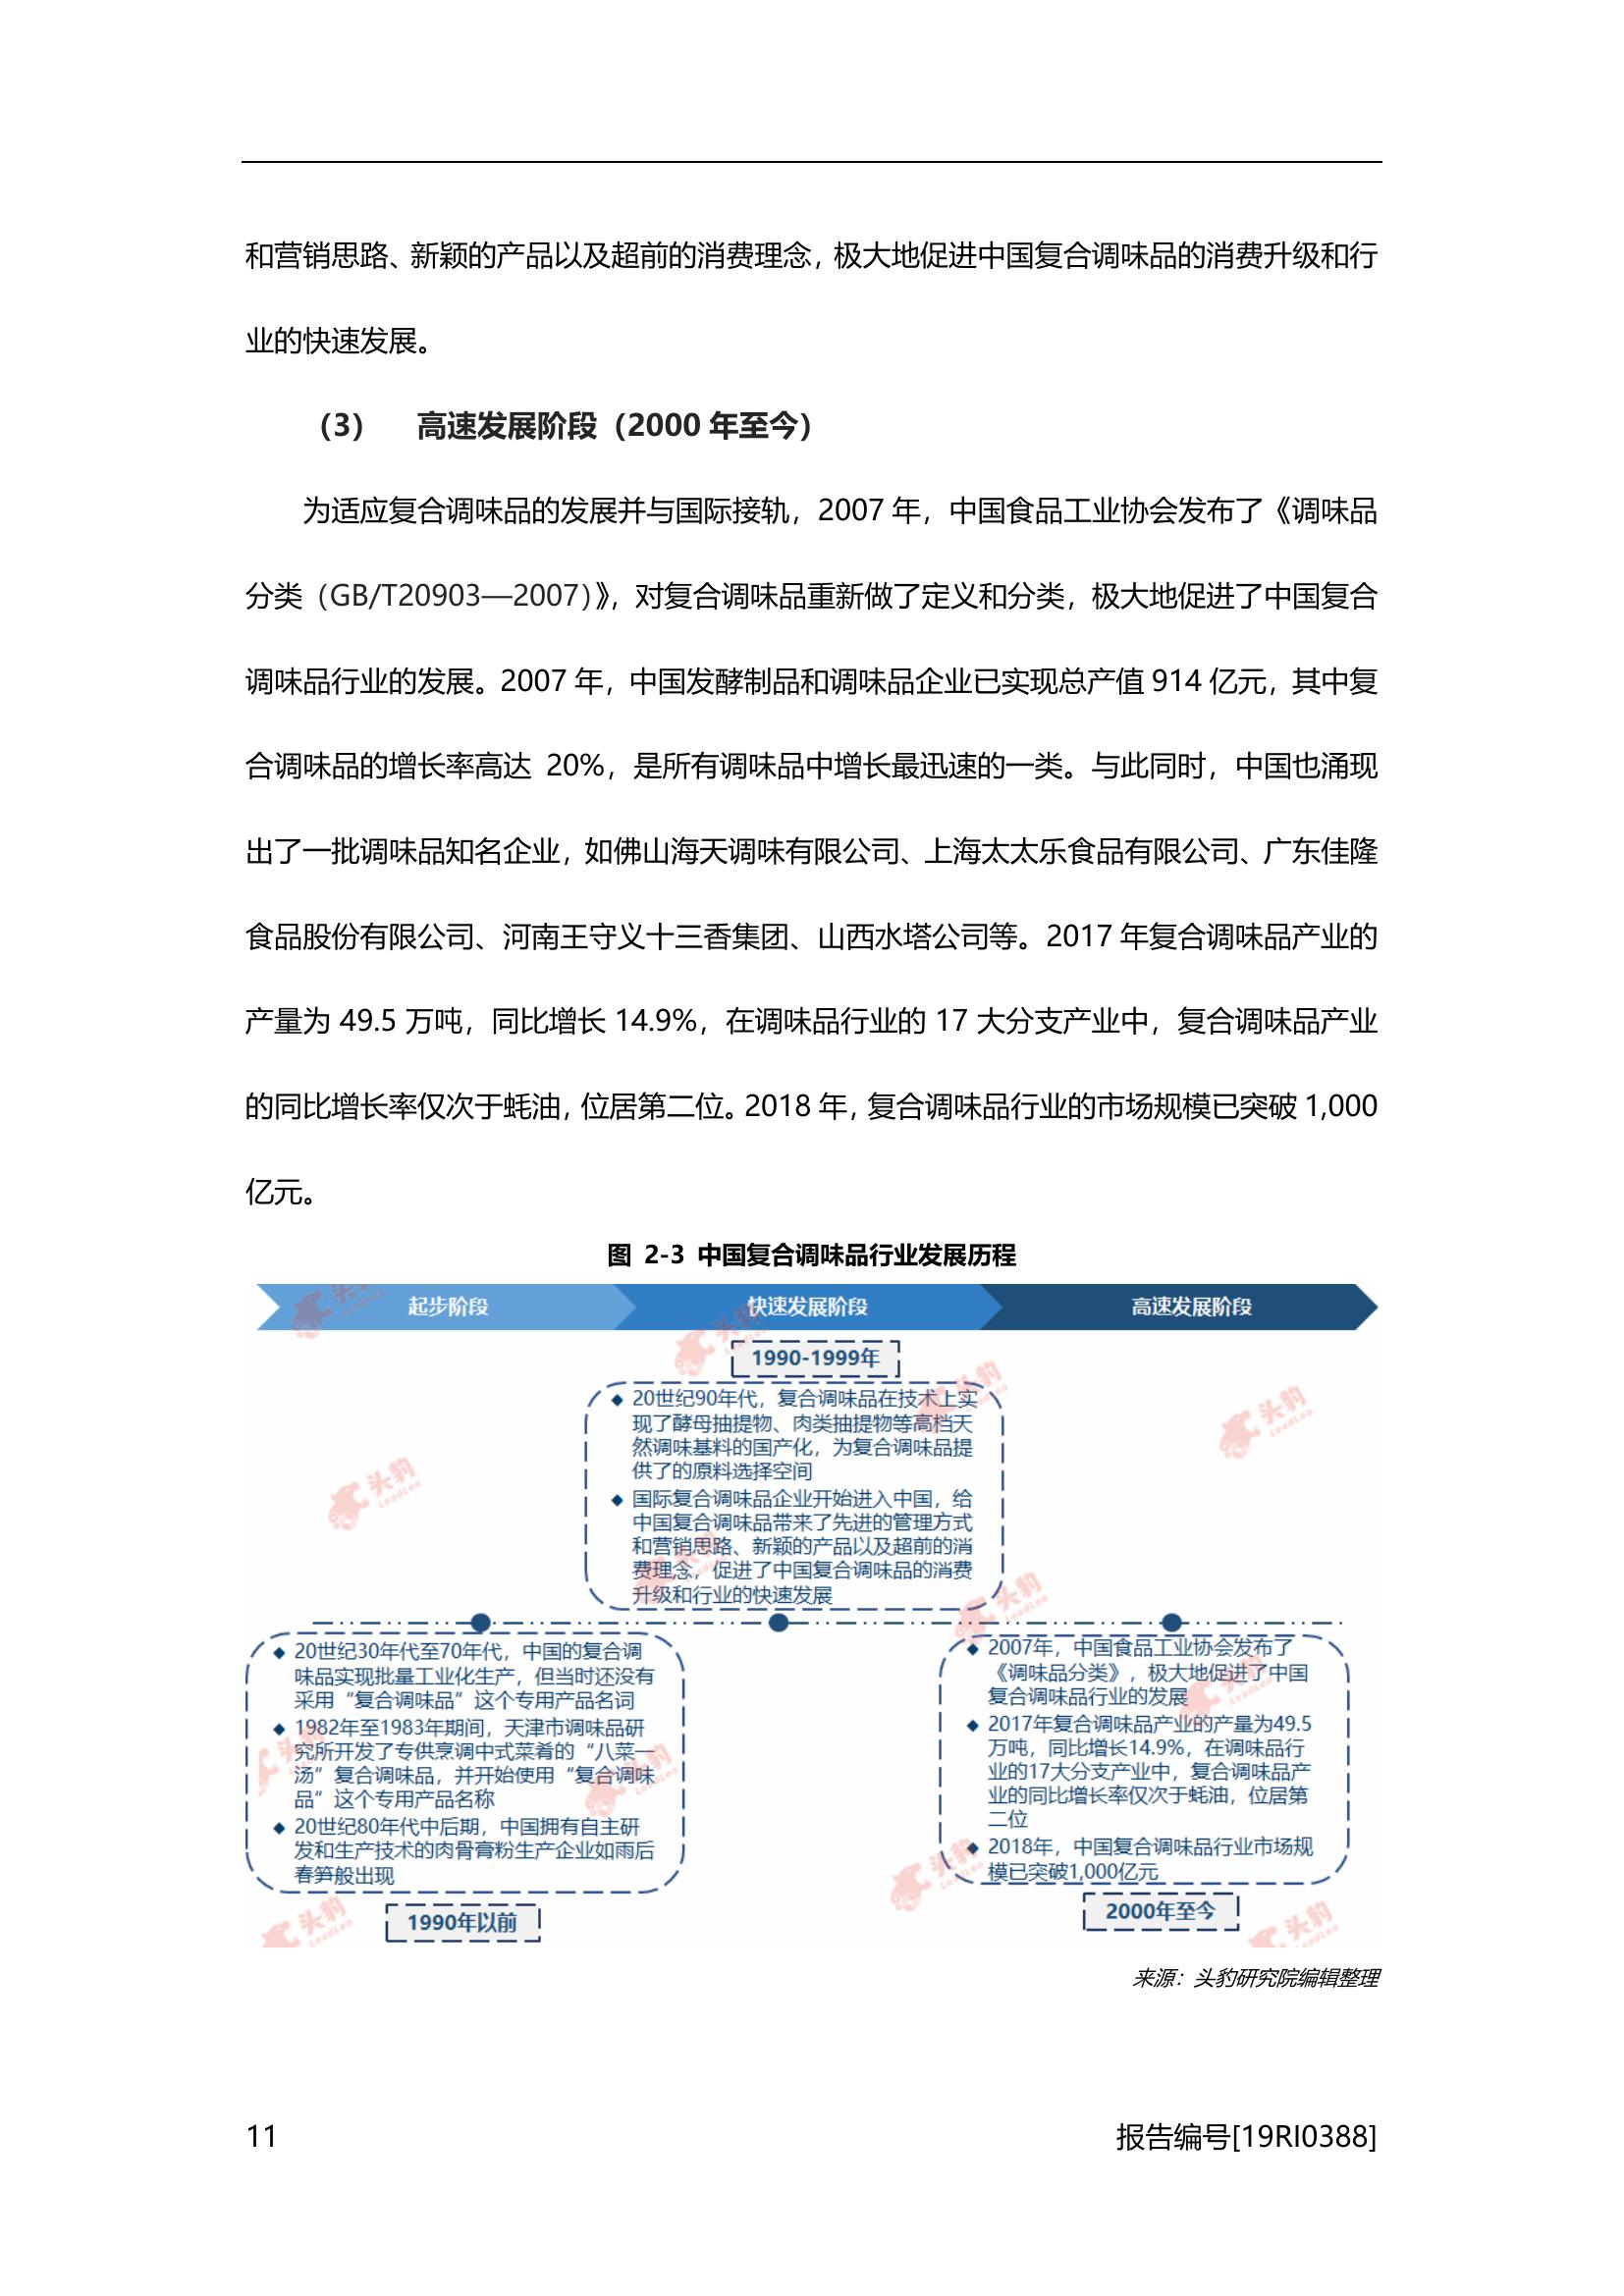 和营销思路、新颖的产品以及超前的消费理念，极大地促进中国复合调味品的消费升级和行
业的快速发展。
（3） 高速发展阶段（2000 年至今）
为适应复合调味品的发展并与国际接轨，2007 年，中国食品工业协会发布了《调味品
分类（GB/T20903—2007）》，对复合调味品重新做了定义和分类，极大地促进了中国复合
调味品行业的发展。2007 年，中国发酵制品和调味品企业已实现总产值 914 亿元，其中复
合调味品的增长率高达 20%，是所有调味品中增长最迅速的一类。与此同时，中国也涌现
出了一批调味品知名企业，如佛山海天调味有限公司、上海太太乐食品有限公司、广东佳隆
食品股份有限公司、河南王守义十三香集团、山西水塔公司等。2017 年复合调味品产业的
产量为 49.5 万吨，同比增长 14.9%，在调味品行业的 17 大分支产业中，复合调味品产业
的同比增长率仅次于蚝油，位居第二位。2018 年，复合调味品行业的市场规模已突破 1,000
亿元。
图 2-3 中国复合调味品行业发展历程
起步阶段 快速发展阶段 高速发展阶段
1990-1999年
◆ 20世纪90年代，复合调味品在技术上实
现了酵母抽提物、肉类抽提物等高档天
然调味基料的国产化，为复合调味品提
供了的原料选择空间
◆ 国际复合调味品企业开始进入中国，给
中国复合调味品带来了先进的管理方式
和营销思路、新颖的产品以及超前的消
费理念，促进了中国复合调味品的消费
升级和行业的快速发展
◆ 20世纪30年代至70年代，中国的复合调
味品实现批量工业化生产，但当时还没有
采用“复合调味品”这个专用产品名词
◆ 1982年至1983年期间，天津市调味品研
究所开发了专供烹调中式菜肴的“八菜一
汤”复合调味品，并开始使用“复合调味
品”这个专用产品名称
◆ 20世纪80年代中后期，中国拥有自主研
发和生产技术的肉骨膏粉生产企业如雨后
春笋般出现
1990年以前
◆ 2007年，中国食品工业协会发布了
《调味品分类》，极大地促进了中国
复合调味品行业的发展
◆ 2017年复合调味品产业的产量为49.5
万吨，同比增长14.9%，在调味品行
业的17大分支产业中，复合调味品产
业的同比增长率仅次于蚝油，位居第
二位
◆ 2018年，中国复合调味品行业市场规
模已突破1,000亿元
2000年至今
头豹
LeadLeo
来源：头豹研究院编辑整理
11 报告编号[19RI0388]